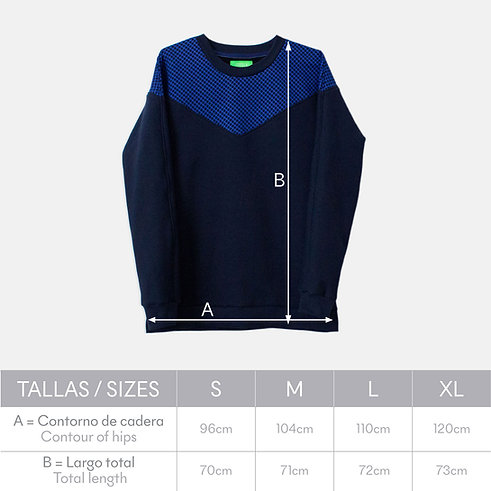 B
A
TALLAS / SIZES S M L XL
A = Contorno de cadera
Contour of hips
96cm 104cm 110cm 120cm
B = Largo total
Total length
70cm 71cm 72cm 73cm